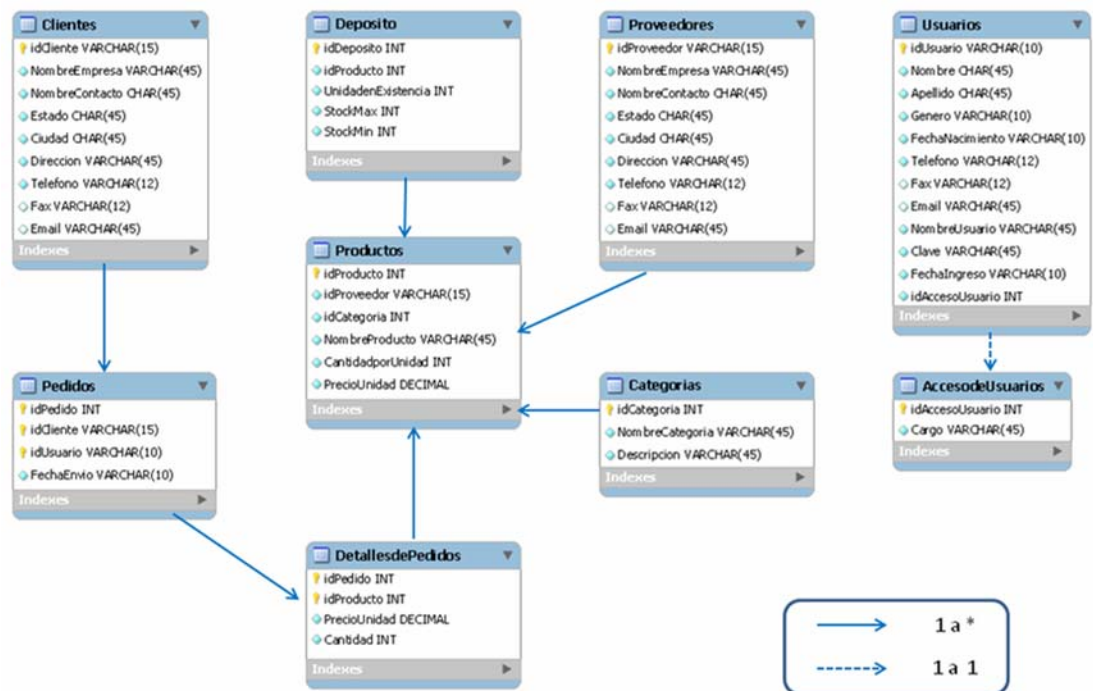 Clientes
idCliente VARCHAR(15)
NombreEmpresa VARCHAR(45)
NombreContacto CHAR(45)
Estado CHAR(45)
Ciudad CHAR(45)
Direccion VARCHAR(45)
Telefono VARCHAR(12)
Fax VARCHAR(12)
Email VARCHAR(45)
Indexes
Deposito
idDeposito INT
idProducto INT
UnidadenExistencia INT
StockMax INT
StockMin INT
Indexes
Proveedores
idProveedor VARCHAR(15)
NombreEmpresa VARCHAR(45)
NombreContacto CHAR(45)
Estado CHAR(45)
Ciudad CHAR(45)
Direccion VARCHAR(45)
Telefono VARCHAR(12)
Fax VARCHAR(12)
Email VARCHAR(45)
Indexes
Usuarios
idUsuario VARCHAR(10)
Nombre CHAR(45)
Apellido CHAR(45)
Genero VARCHAR(10)
FechaNacimiento VARCHAR(10)
Telefono VARCHAR(12)
Fax VARCHAR(12)
Email VARCHAR(45)
NombreUsuario VARCHAR(45)
Clave VARCHAR(45)
FechaIngreso VARCHAR(10)
idAccesoUsuario INT
Indexes
Productos
idProducto INT
idProveedor VARCHAR(15)
idCategoria INT
NombreProducto VARCHAR(45)
CantidadporUnidad INT
PrecioUnidad DECIMAL
Indexes
Pedidos
idPedido INT
idCliente VARCHAR(15)
idUsuario VARCHAR(10)
FechaEnvio VARCHAR(10)
Indexes
Categorias
idCategoria INT
NombreCategoria VARCHAR(45)
Descripcion VARCHAR(45)
Indexes
AccesodeUsuarios
idAccesoUsuario INT
Cargo VARCHAR(45)
Indexes
DetallesdePedidos
idPedido INT
idProducto INT
PrecioUnidad DECIMAL
Cantidad INT
Indexes
1 a *
1 a 1